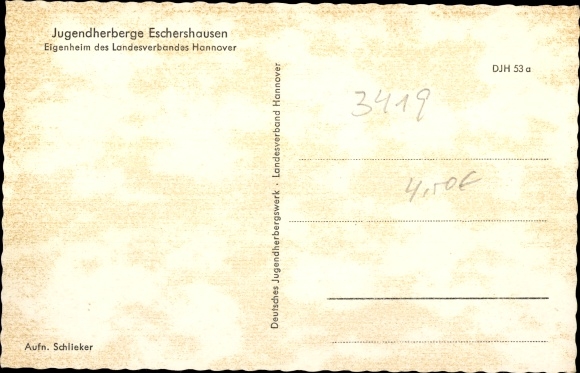 Jugendherberge Eschershausen
Eigenheim des Landesverbandes Hannover
DJH 53 a
3419
4,50€
Deutsches Jugendherbergswerk · Landesverband Hannover
Aufn. Schlieker